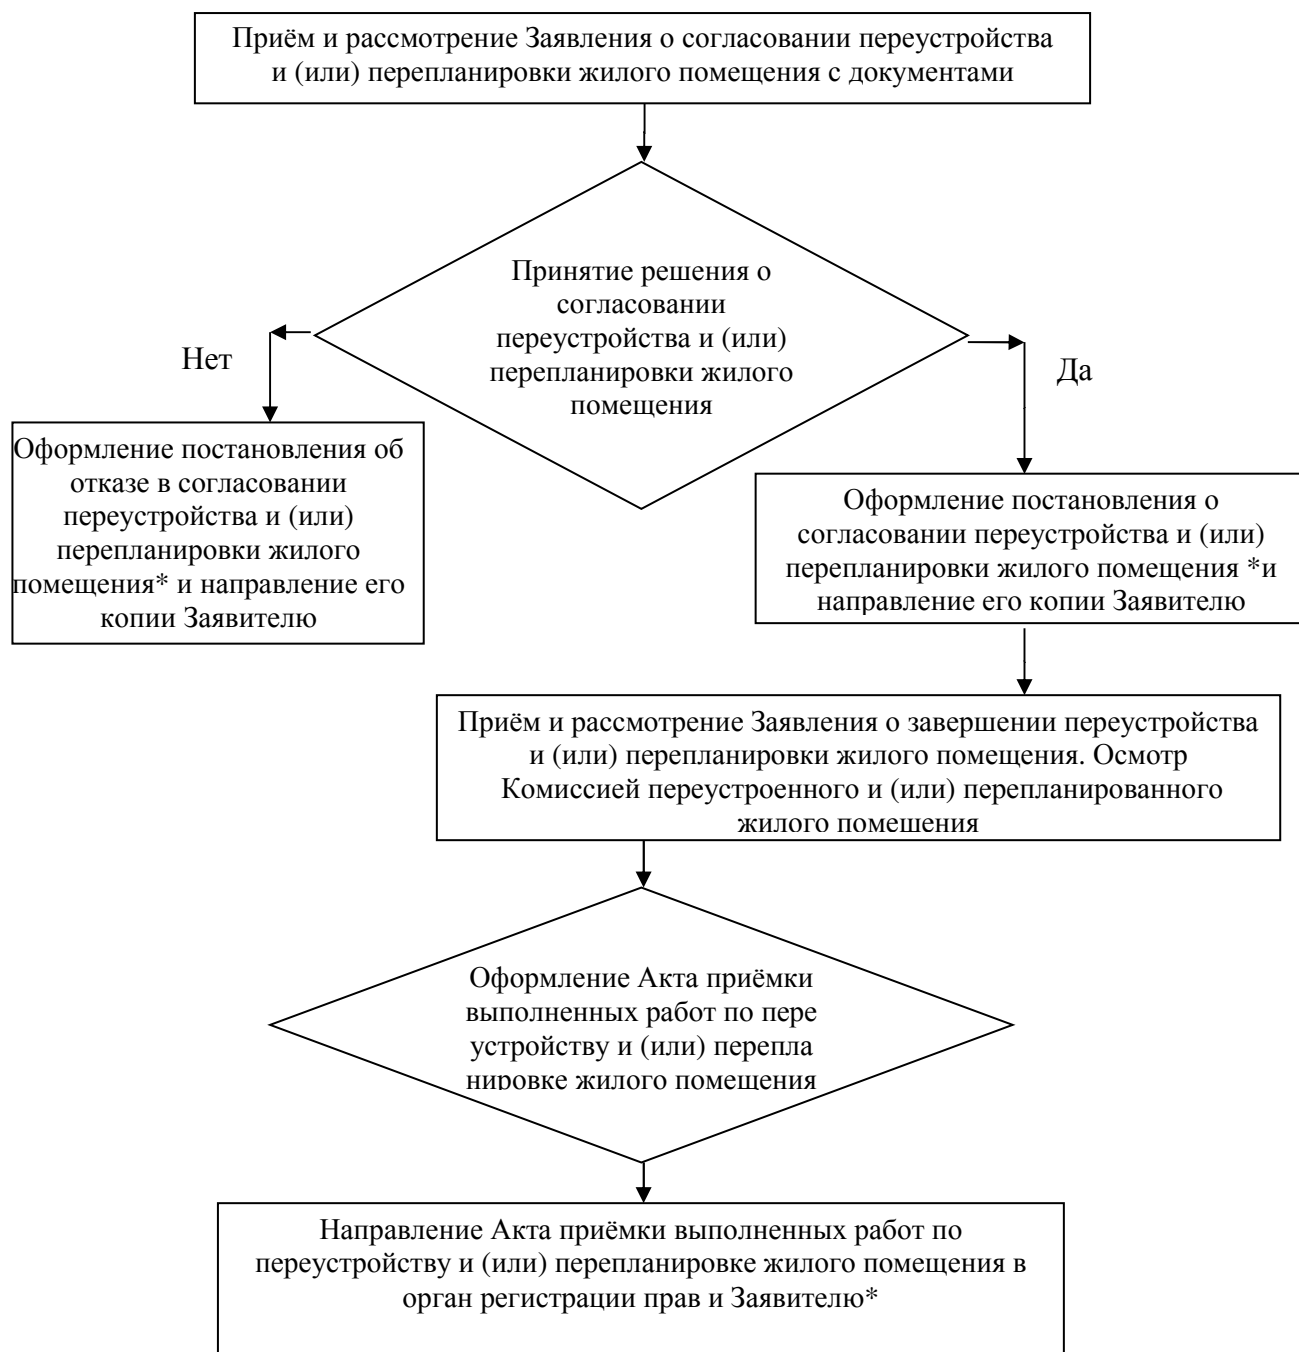 Приём и рассмотрение Заявления о согласовании переустройства
и (или) перепланировки жилого помещения с документами
Принятие решения о
согласовании
переустройства и (или)
перепланировки жилого
помещения
Нет
Да
Оформление постановления об
отказе в согласовании
переустройства и (или)
перепланировки жилого
помещения* и направление его
копии Заявителю
Оформление постановления о
согласовании переустройства и (или)
перепланировки жилого помещения *и
направление его копии Заявителю
Приём и рассмотрение Заявления о завершении переустройства
и (или) перепланировки жилого помещения. Осмотр
Комиссией переустроенного и (или) перепланированного
жилого помещения
Оформление Акта приёмки
выполненных работ по пере
устройству и (или) перепла
нировке жилого помещения
Направление Акта приёмки выполненных работ по
переустройству и (или) перепланировке жилого помещения в
орган регистрации прав и Заявителю*